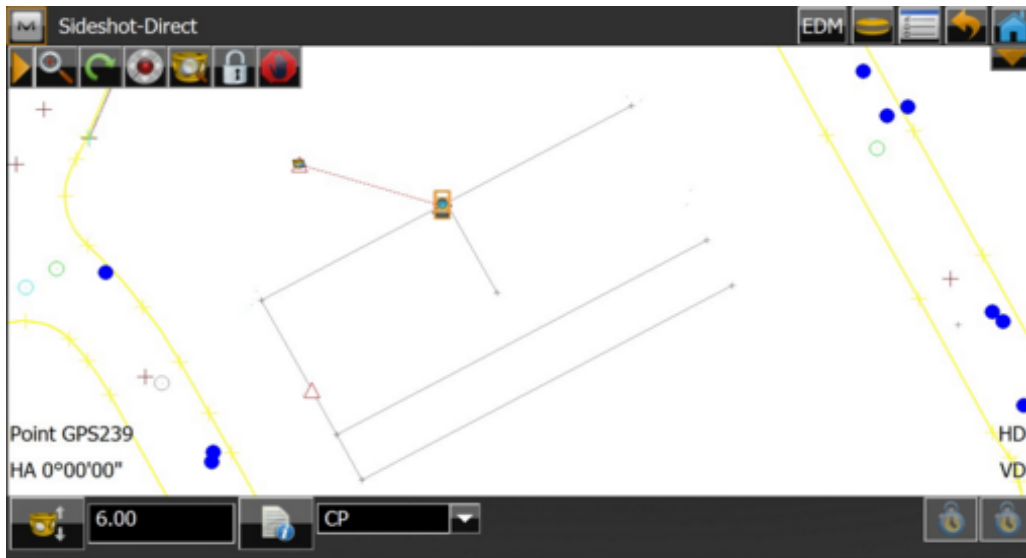 Sideshot-Direct
EDM
Point GPS239
HD
HA 0°00'00"
VD
6.00
CP